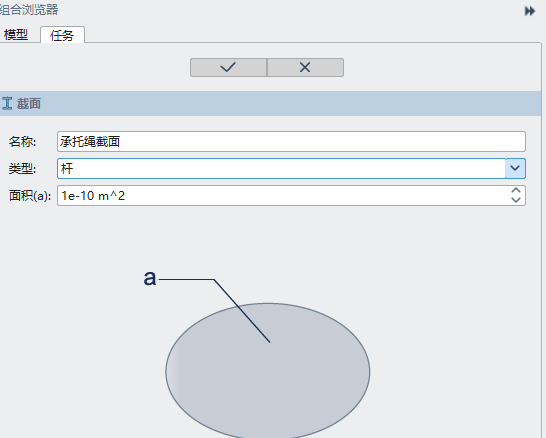 组合浏览器
模型 任务
截面
名称: 承托绳截面
类型: 杆
面积(a): 1e-10 m^2
a